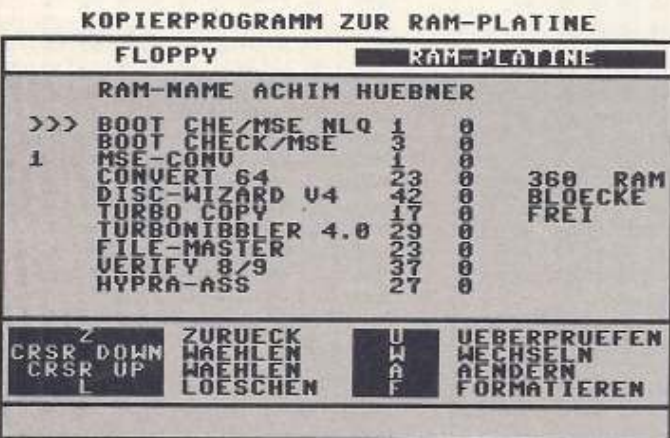 KOPIERPROGRAMM ZUR RAM-PLATINE
FLOPPY RAM-PLATINE
RAM-NAME ACHIM HUEBNER
>>> BOOT CHE/MSE NLQ 1 0
BOOT CHECK/MSE 3 0
1 MSE-CONV 1 0
CONVERT 64 23 0 360 RAM
DISC-WIZARD V4 42 0 BLOECKE
TURBO COPY 17 0 FREI
TURBONIBBLER 4.0 29 0
FILE-MASTER 23 0
VERIFY 8/9 37 0
HYPRA-ASS 27 0
Z ZURUECK U UEBERPRUEFEN
CRSR DOWN WAEHLEN W WECHSELN
CRSR UP WAEHLEN A AENDERN
L LOESCHEN F FORMATIEREN